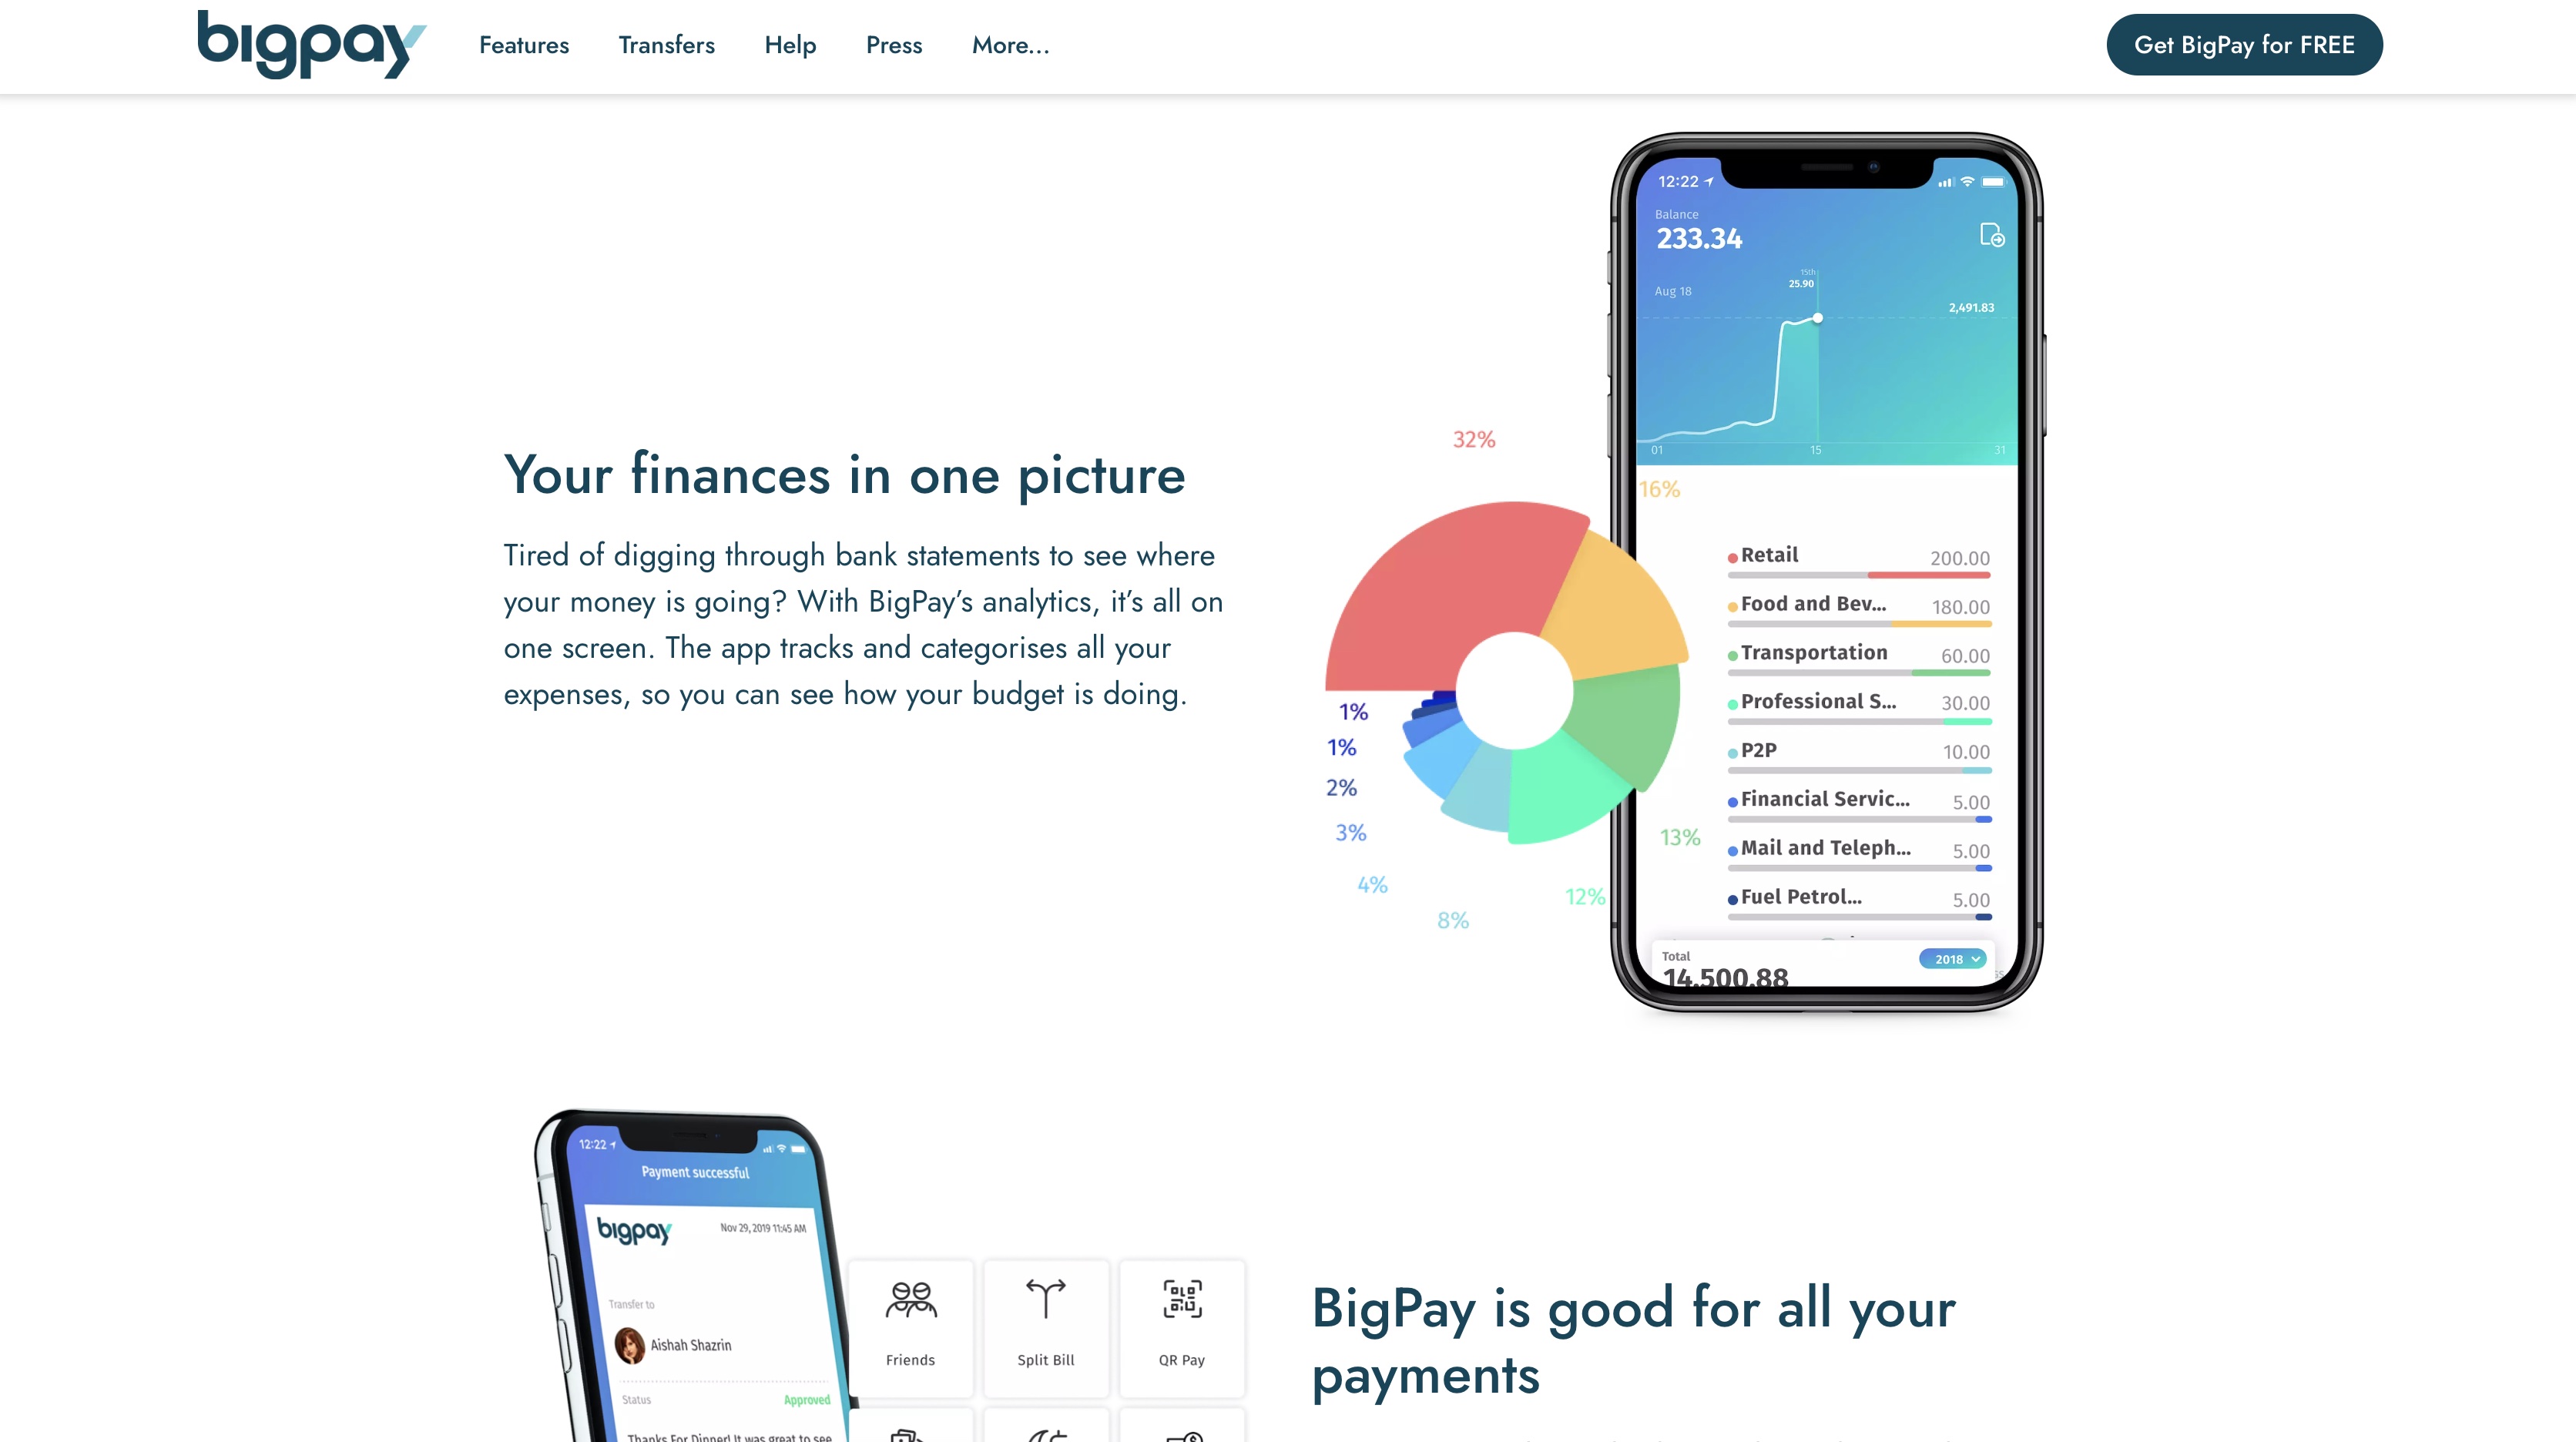 bigpay
Features
Transfers
Help
Press
More...
Get BigPay for FREE
Your finances in one picture
Tired of digging through bank statements to see where
your money is going? With BigPay’s analytics, it’s all on
one screen. The app tracks and categorises all your
expenses, so you can see how your budget is doing.
32%
16%
13%
12%
8%
4%
3%
2%
1%
1%
12:22
Balance
233.34
15th
25.90
Aug 18
2,491.83
01 15 31
Retail 200.00
Food and Bev... 180.00
Transportation 60.00
Professional S... 30.00
P2P 10.00
Financial Servic... 5.00
Mail and Teleph... 5.00
Fuel Petrol... 5.00
Total
14,500.88
2018
12:22
Payment successful
bigpay
Nov 29, 2019 11:45 AM
Transfer to
Aishah Shazrin
Status Approved
Thanks For Dinner! It was great to see
Friends
Split Bill
QR Pay
BigPay is good for all your
payments